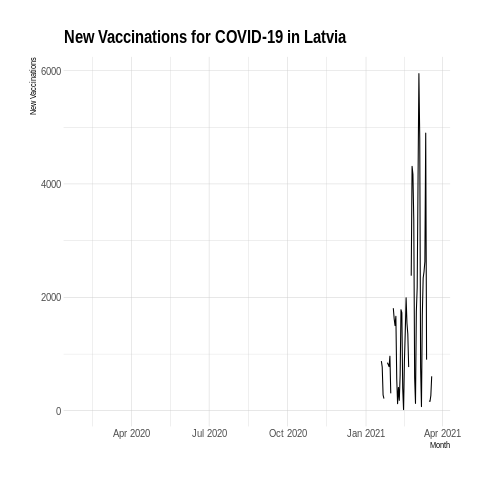 New Vaccinations for COVID-19 in Latvia
New Vaccinations
6000
4000
2000
0
Apr 2020
Jul 2020
Oct 2020
Jan 2021
Apr 2021
Month